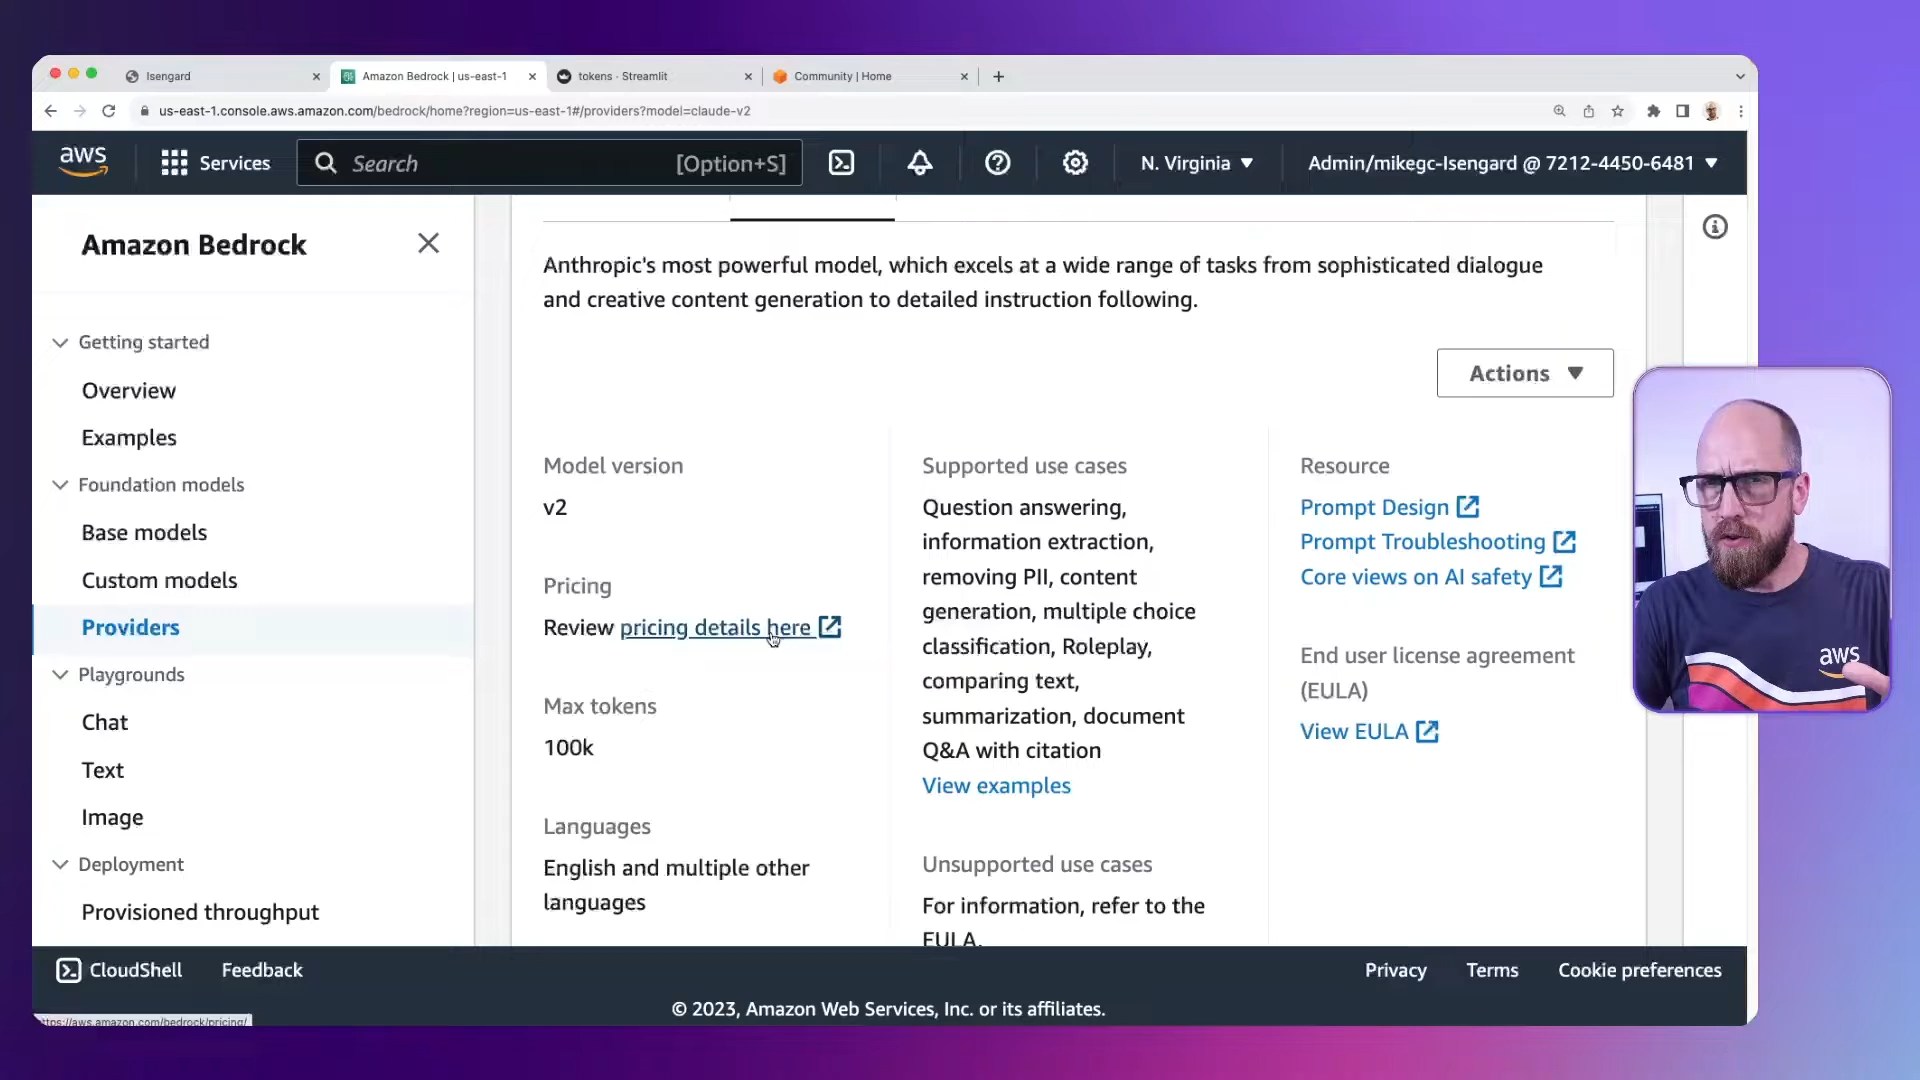 Isengard
Amazon Bedrock | us-east-1
tokens · Streamlit
Community | Home
us-east-1.console.aws.amazon.com/bedrock/home?region=us-east-1#/providers?model=claude-v2
aws
Services
Search
[Option+S]
N. Virginia
Admin/mikegc-Isengard @ 7212-4450-6481
Amazon Bedrock
Getting started
Overview
Examples
Foundation models
Base models
Custom models
Providers
Playgrounds
Chat
Text
Image
Deployment
Provisioned throughput
Anthropic's most powerful model, which excels at a wide range of tasks from sophisticated dialogue
and creative content generation to detailed instruction following.
Actions
Model version
v2
Pricing
Review pricing details here
Max tokens
100k
Languages
English and multiple other
languages
Supported use cases
Question answering,
information extraction,
removing PII, content
generation, multiple choice
classification, Roleplay,
comparing text,
summarization, document
Q&A with citation
View examples
Unsupported use cases
For information, refer to the
EULA.
Resource
Prompt Design
Prompt Troubleshooting
Core views on AI safety
End user license agreement
(EULA)
View EULA
aws
CloudShell
Feedback
Privacy
Terms
Cookie preferences
© 2023, Amazon Web Services, Inc. or its affiliates.
ttps://aws.amazon.com/bedrock/pricing/